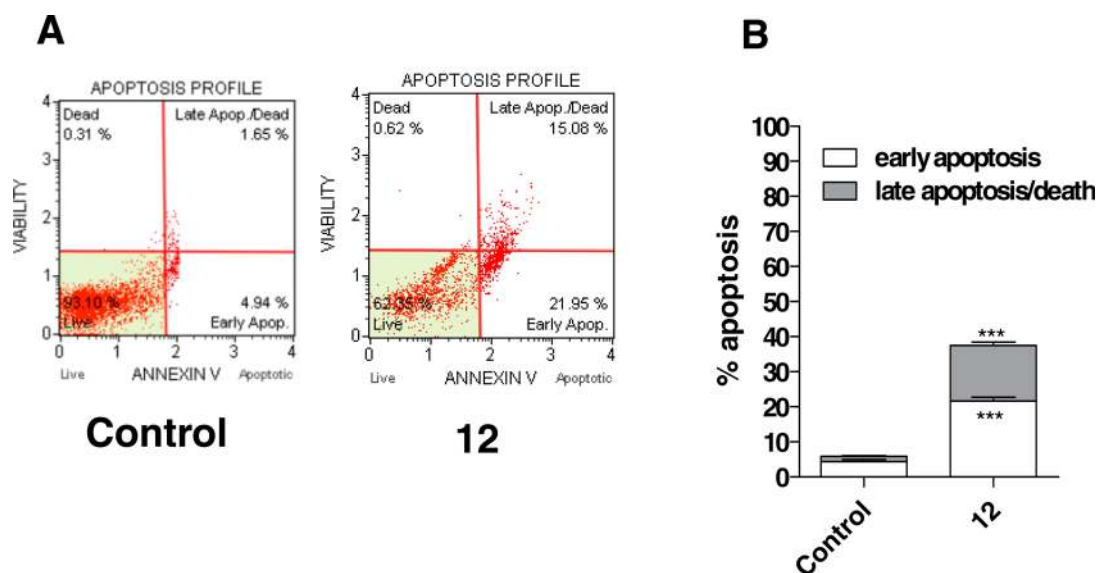 A
APOPTOSIS PROFILE
Dead
0.31 %
Late Apop./Dead
1.65 %
93.10 %
Live
4.94 %
Early Apop.
VIABILITY
4
3
2
1
0
0 1 2 3 4
Live ANNEXIN V Apoptotic
Control
APOPTOSIS PROFILE
Dead
0.62 %
Late Apop./Dead
15.08 %
62.35 %
Live
21.95 %
Early Apop.
VIABILITY
4
3
2
1
0
0 1 2 3 4
Live ANNEXIN V Apoptotic
12
B
early apoptosis
late apoptosis/death
% apoptosis
100
90
80
70
60
50
40
30
20
10
0
***
***
Control
12